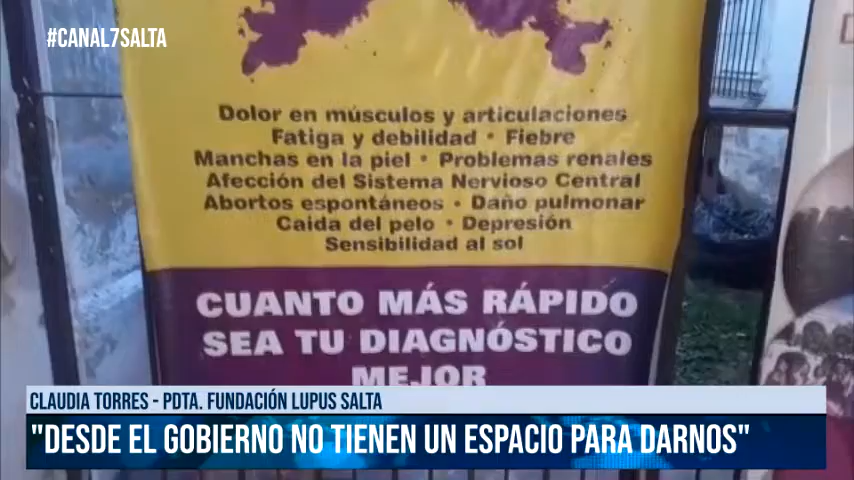 #CANAL7SALTA
Dolor en músculos y articulaciones
Fatiga y debilidad • Fiebre
Manchas en la piel • Problemas renales
Afección del Sistema Nervioso Central
Abortos espontáneos • Daño pulmonar
Caida del pelo • Depresión
Sensibilidad al sol
CUANTO MÁS RÁPIDO
SEA TU DIAGNÓSTICO
MEJOR
CLAUDIA TORRES - PDTA. FUNDACIÓN LUPUS SALTA
"DESDE EL GOBIERNO NO TIENEN UN ESPACIO PARA DARNOS"